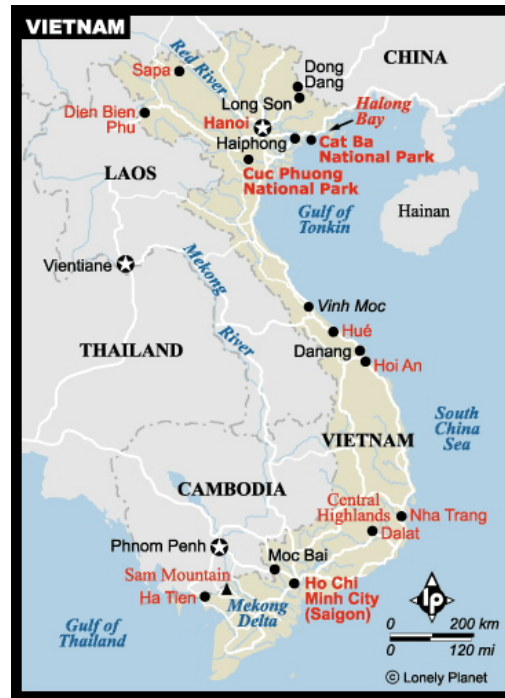 VIETNAM
CHINA
Red River
Sapa
Dong
Dang
Long Son
Dien Bien
Phu
Hanoi
Halong
Bay
Haiphong
Cat Ba
National Park
LAOS
Cuc Phuong
National Park
Gulf of
Tonkin
Hainan
Vientiane
Mekong
River
Vinh Moc
Hué
THAILAND
Danang
Hoi An
South
China
Sea
VIETNAM
CAMBODIA
Central
Highlands
Nha Trang
Dalat
Phnom Penh
Moc Bai
Sam Mountain
Ho Chi
Minh City
(Saigon)
Ha Tien
Mekong
Delta
Gulf of
Thailand
lp
0 200 km
0 120 mi
© Lonely Planet